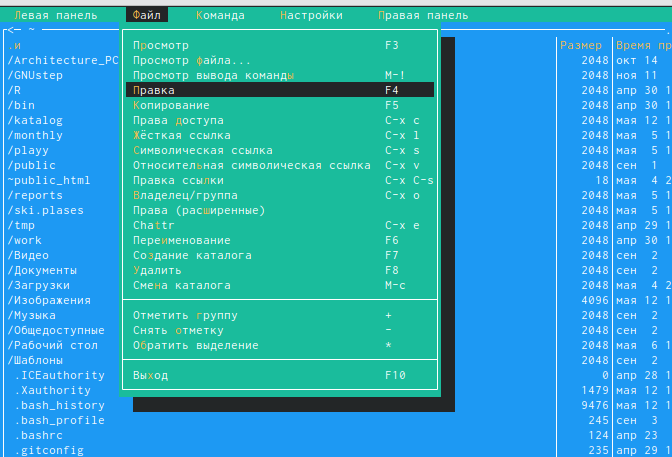 Левая панель Файл Команда Настройки Правая панель
<— ~
.и Просмотр F3 Размер Время пр
/Architecture_PC Просмотр файла... 2048 окт 14
/GNUstep Просмотр вывода команды M-! 2048 ноя 11
/R Правка F4 2048 апр 30 1
/bin Копирование F5 2048 апр 30 1
/katalog Права доступа C-x c 2048 мая 12 1
/monthly Жёсткая ссылка C-x l 2048 мая 5 1
/playy Символическая ссылка C-x s 2048 мая 5 1
/public Относительная символическая ссылка C-x v 2048 сен 1
~public_html Правка ссылки C-x C-s 18 мая 4 2
/reports Владелец/группа C-x o 2048 мая 5 1
/ski.plases Права (расширенные) 2048 мая 5 1
/tmp Chattr C-x e 2048 апр 29 1
/work Переименование F6 2048 апр 30 1
/Видео Создание каталога F7 2048 сен 2
/Документы Удалить F8 2048 сен 2
/Загрузки Смена каталога M-c 2048 мая 4 2
/Изображения 4096 мая 12 1
/Музыка Отметить группу + 2048 сен 2
/Общедоступные Снять отметку - 2048 сен 2
/Рабочий стол Обратить выделение * 2048 мая 6 1
/Шаблоны 2048 сен 2
.ICEauthority Выход F10 0 апр 28 1
.Xauthority 1479 мая 12 1
.bash_history 9476 мая 12 1
.bash_profile 245 сен 3
.bashrc 124 апр 23
.gitconfig 235 апр 29 1